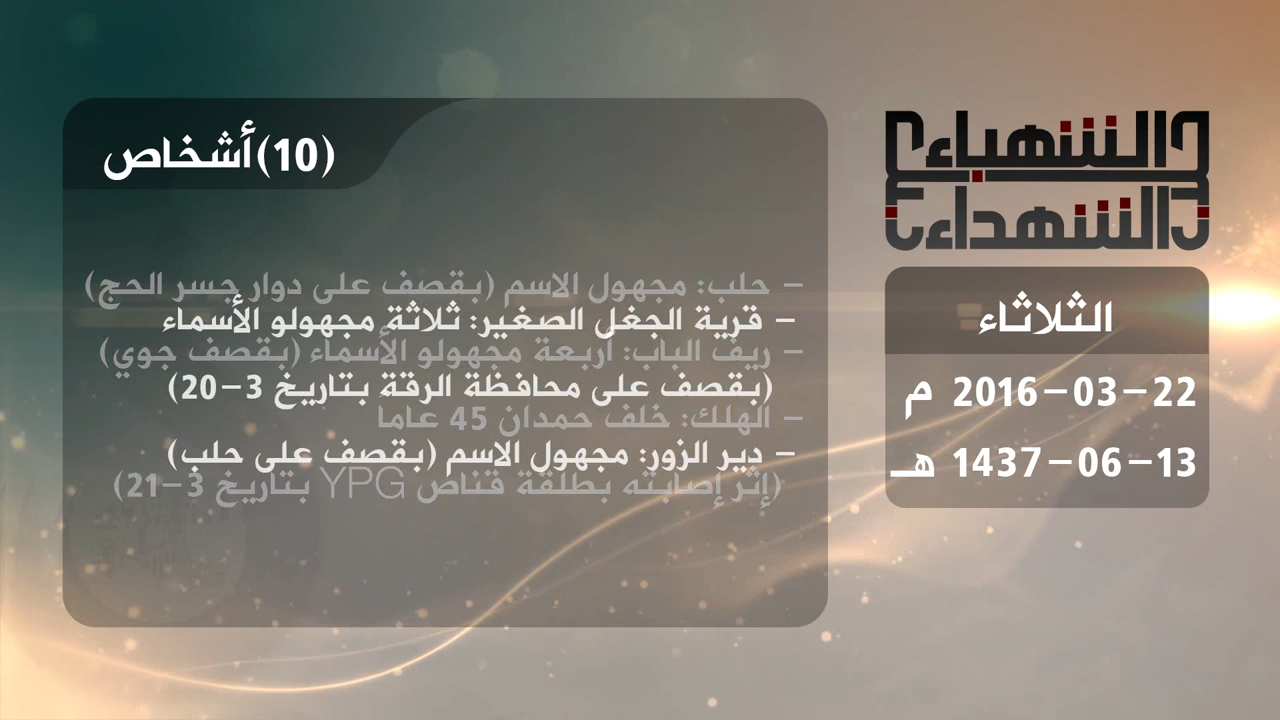 (10)أشخاص
- حلب: مجهول الاسم (بقصف على دوار جسر الحج)
- قرية الجغل الصغير: ثلاثة مجهولو الأسماء
- ريف الباب: أربعة مجهولو الأسماء (بقصف جوي)
(بقصف على محافظة الرقة بتاريخ 3-20)
- الهلك: خلف حمدان 45 عاما
- دير الزور: مجهول الاسم (بقصف على حلب)
(إثر إصابته بطلقة قناص YPG بتاريخ 3-21)
الشهباء
الشهداء
الثلاثاء
22-03-2016 م
13-06-1437 هـ